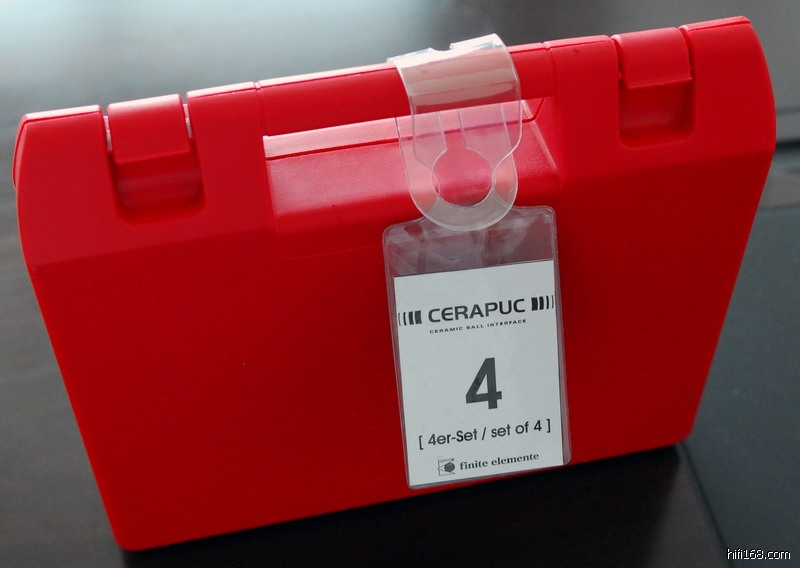 CERAPUC
CERAMIC BALL INTERFACE
4
[ 4er-Set / set of 4 ]
finite elemente
hifi168.com